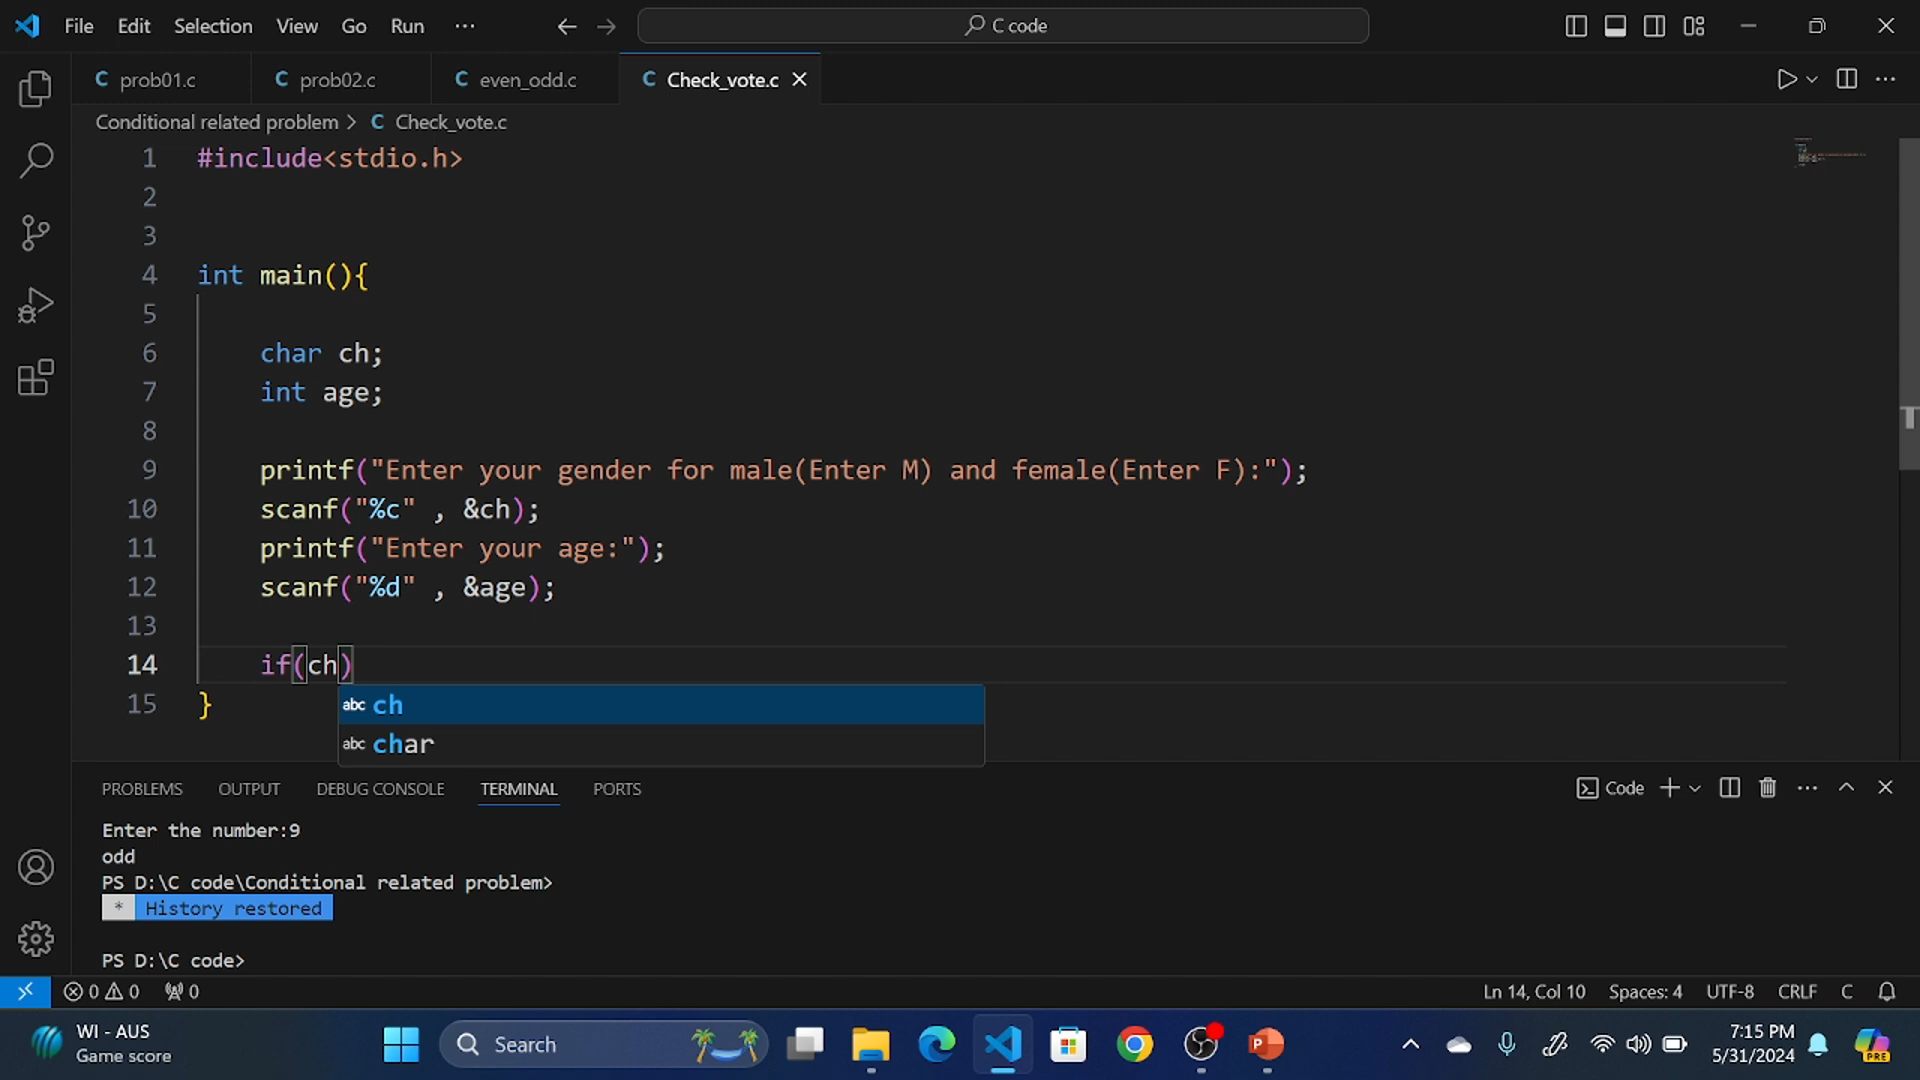 File Edit Selection View Go Run ···
C code
C prob01.c
C prob02.c
C even_odd.c
C Check_vote.c
Conditional related problem > C Check_vote.c
1 #include<stdio.h>
2
3
4 int main(){
5
6 char ch;
7 int age;
8
9 printf("Enter your gender for male(Enter M) and female(Enter F):");
10 scanf("%c" , &ch);
11 printf("Enter your age:");
12 scanf("%d" , &age);
13
14 if(ch)
15 }
abc ch
abc char
PROBLEMS OUTPUT DEBUG CONSOLE TERMINAL PORTS
Code
Enter the number:9
odd
PS D:\C code\Conditional related problem>
* History restored
PS D:\C code>
0 0 0
Ln 14, Col 10 Spaces: 4 UTF-8 CRLF C
WI - AUS
Game score
Search
7:15 PM
5/31/2024
PRE